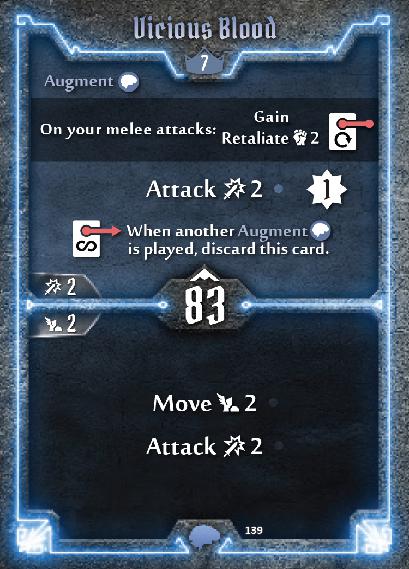 Vicious Blood
7
Augment
On your melee attacks: Gain
Retaliate 2
Attack 2
1
When another Augment
is played, discard this card.
2
83
2
Move 2
Attack 2
139